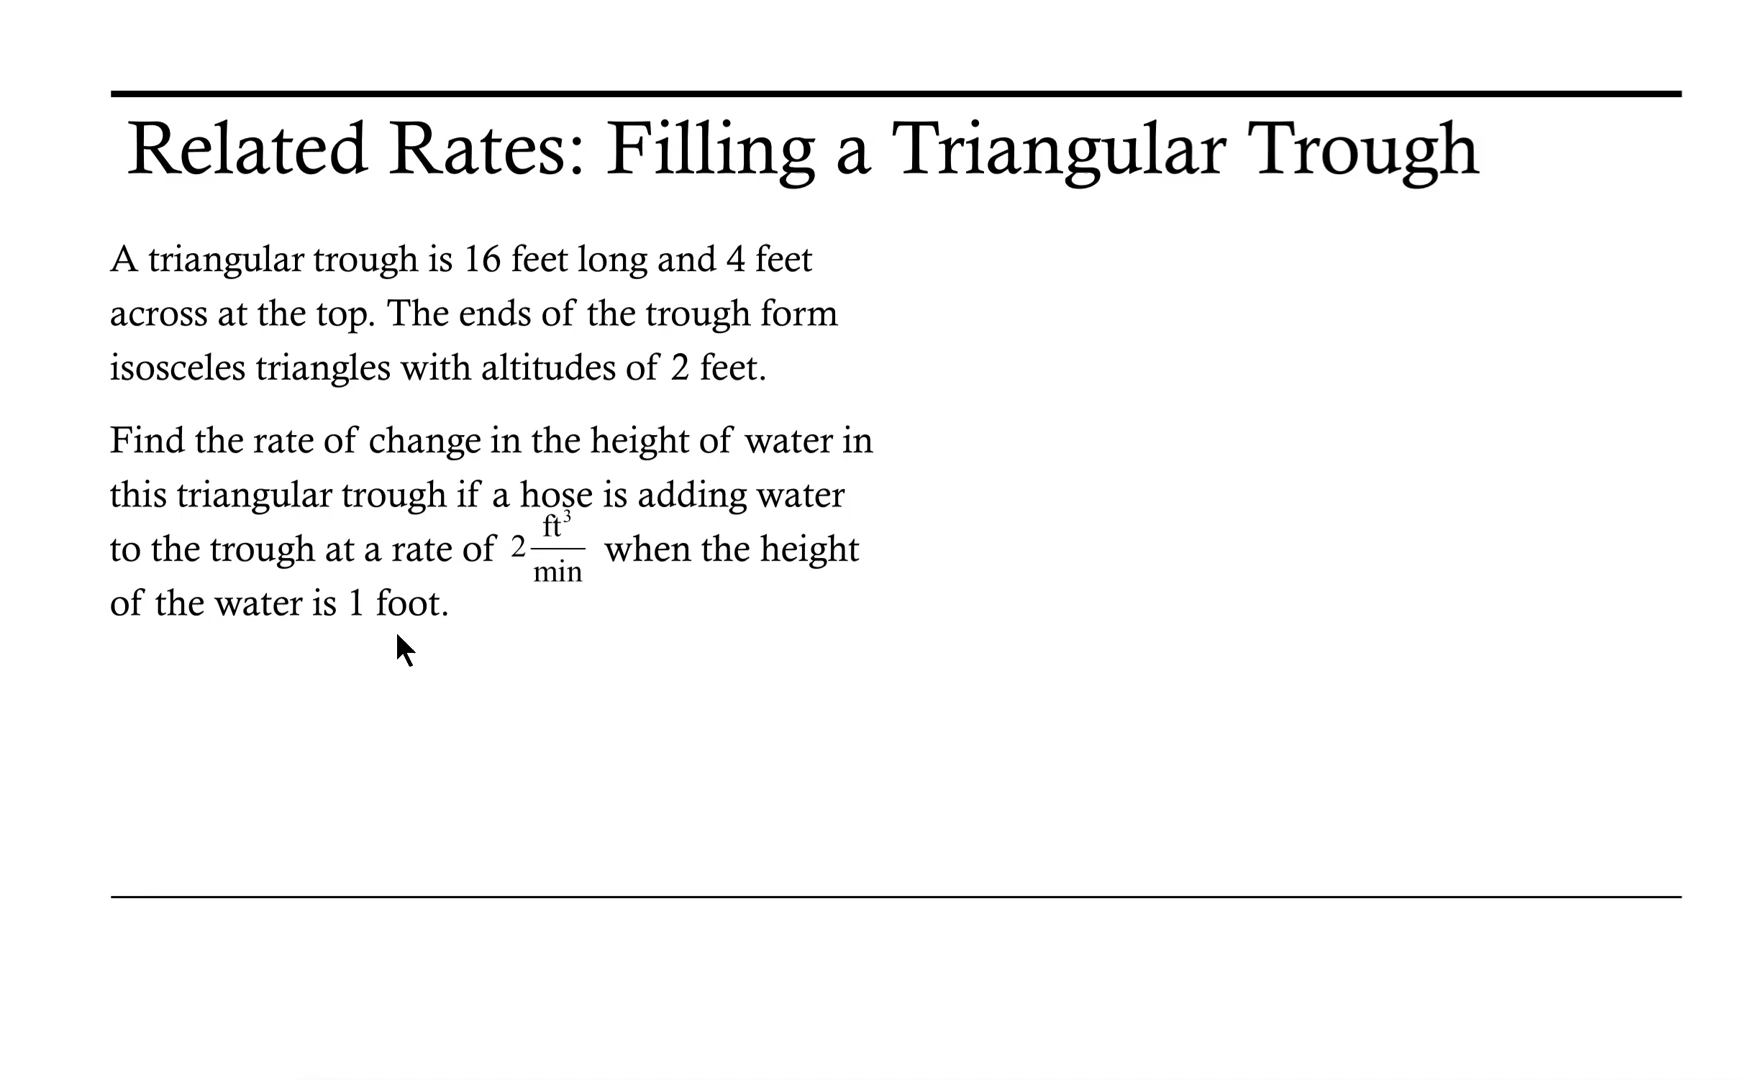 Related Rates: Filling a Triangular Trough
A triangular trough is 16 feet long and 4 feet
across at the top. The ends of the trough form
isosceles triangles with altitudes of 2 feet.
Find the rate of change in the height of water in
this triangular trough if a hose is adding water
to the trough at a rate of 2 ft³/min when the height
of the water is 1 foot.